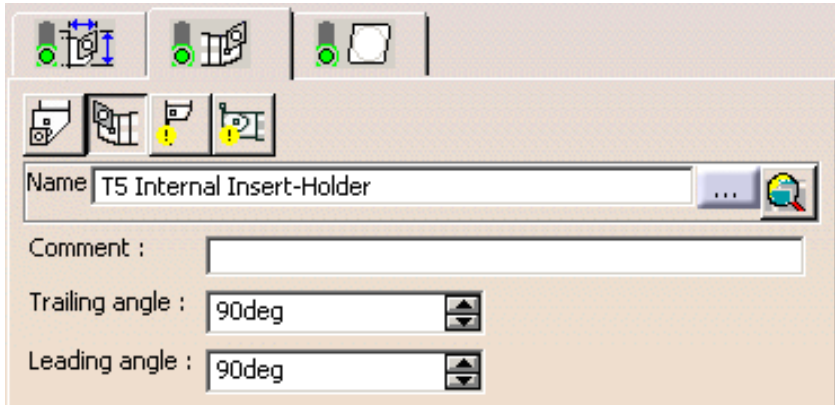 Name T5 Internal Insert-Holder ...
Comment :
Trailing angle : 90deg
Leading angle : 90deg